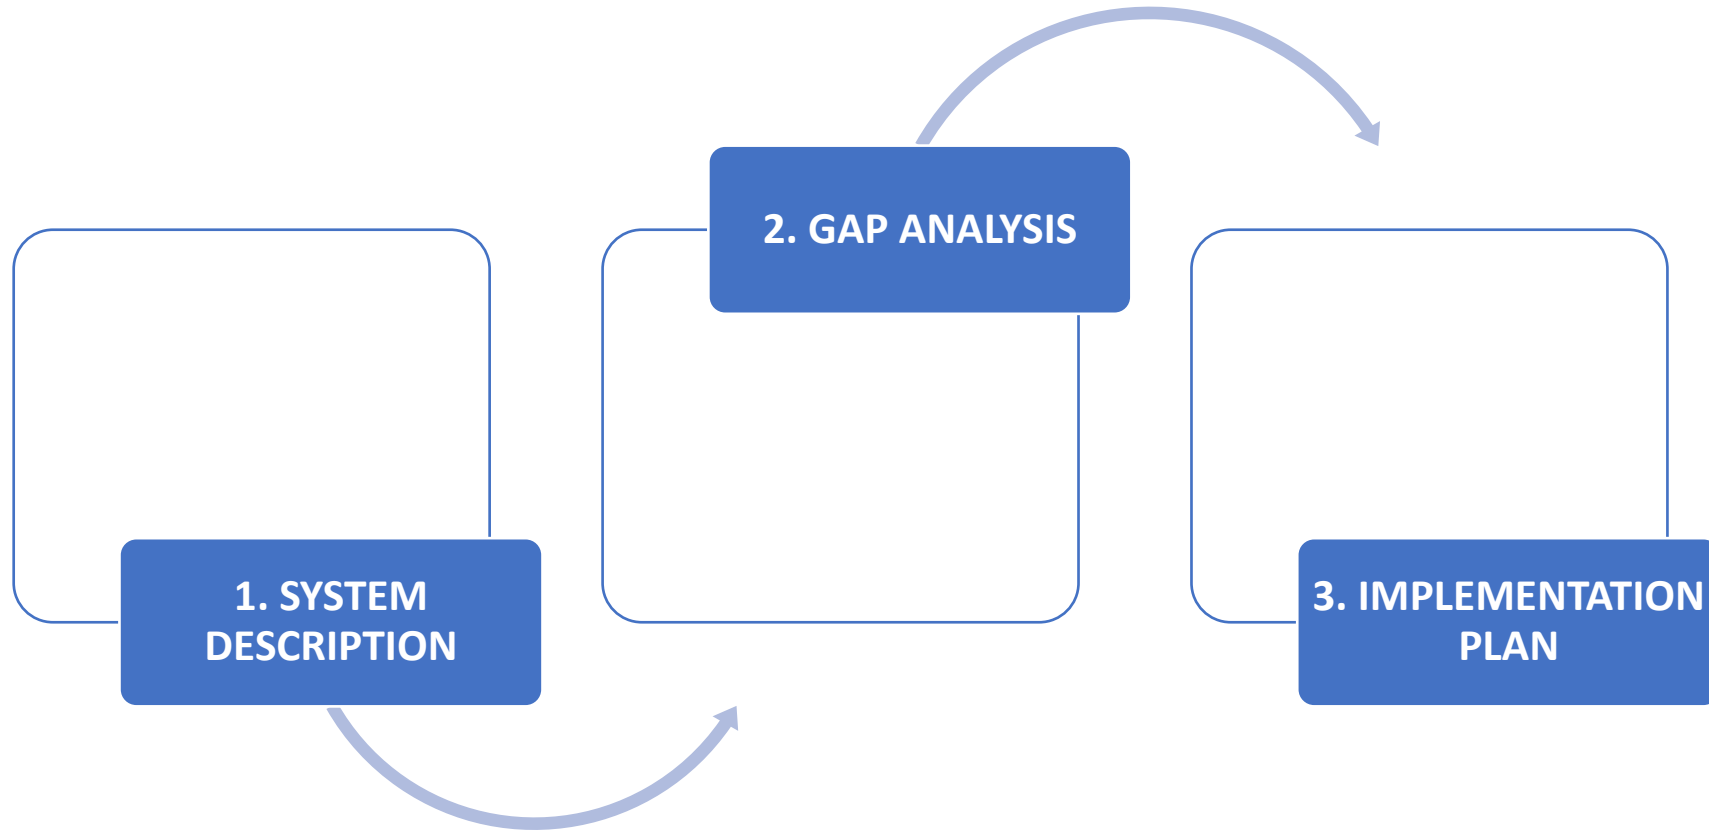 1. SYSTEM
DESCRIPTION
2. GAP ANALYSIS
3. IMPLEMENTATION
PLAN